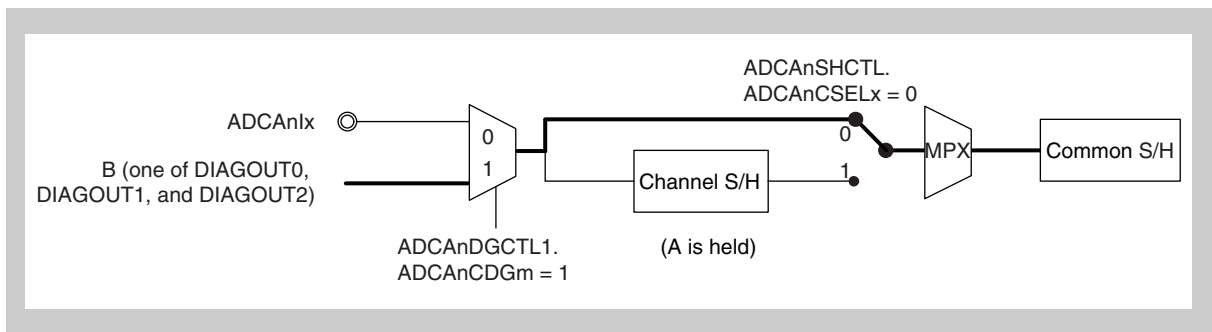 ADCAnSHCTL.
ADCAnCSELx = 0
ADCAnIx
0
1
B (one of DIAGOUT0,
DIAGOUT1, and DIAGOUT2)
0
1
MPX
Common S/H
Channel S/H
(A is held)
ADCAnDGCTL1.
ADCAnCDGm = 1